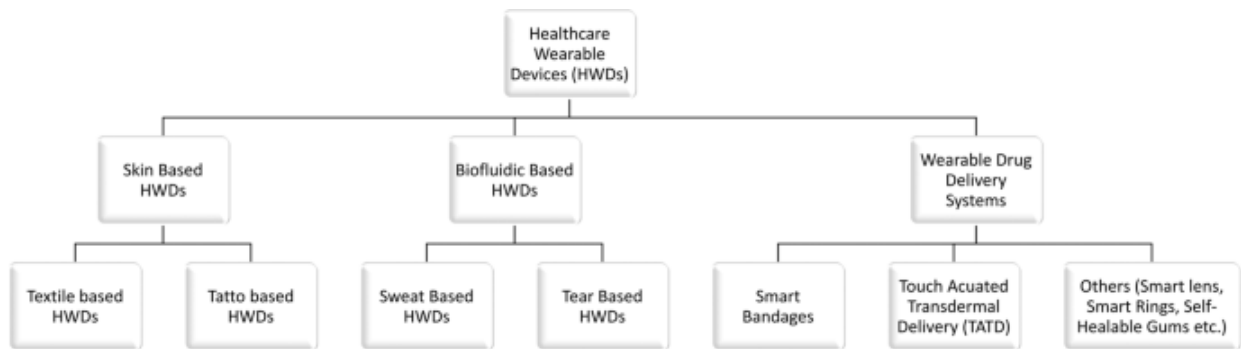 Healthcare
Wearable
Devices (HWDs)
Skin Based
HWDs
Biofluidic Based
HWDs
Wearable Drug
Delivery
Systems
Textile based
HWDs
Tatto based
HWDs
Sweat Based
HWDs
Tear Based
HWDs
Smart
Bandages
Touch Acuated
Transdermal
Delivery (TATD)
Others (Smart lens,
Smart Rings, Self-
Healable Gums etc.)